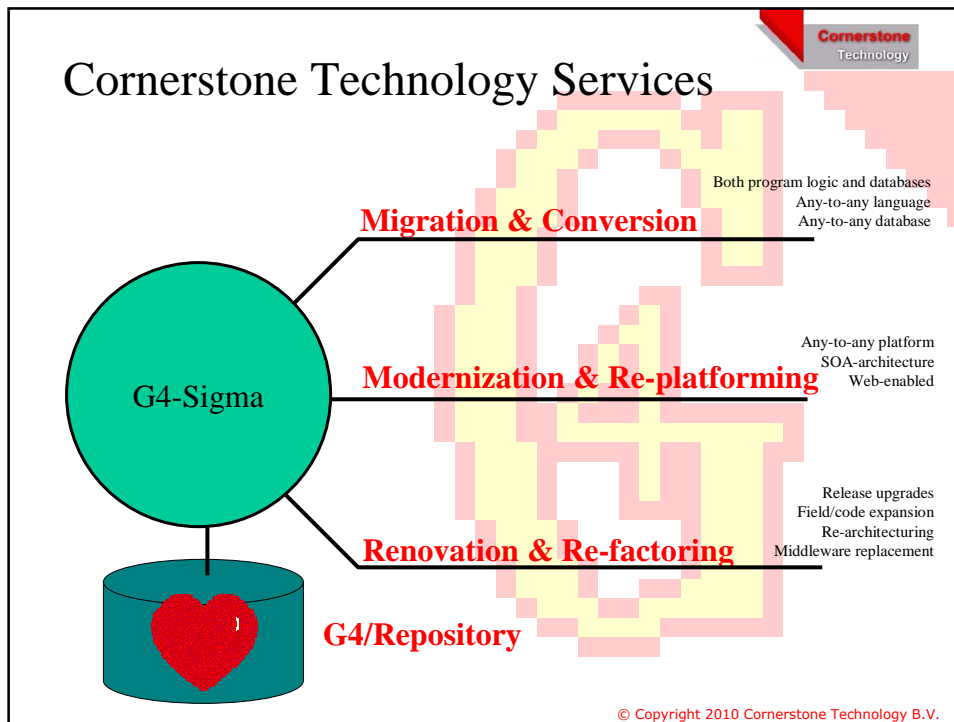 Cornerstone
Technology
Cornerstone Technology Services
Both program logic and databases
Any-to-any language
Any-to-any database
Migration & Conversion
Any-to-any platform
SOA-architecture
Web-enabled
Modernization & Re-platforming
G4-Sigma
Release upgrades
Field/code expansion
Re-architecturing
Middleware replacement
Renovation & Re-factoring
G4/Repository
© Copyright 2010 Cornerstone Technology B.V.